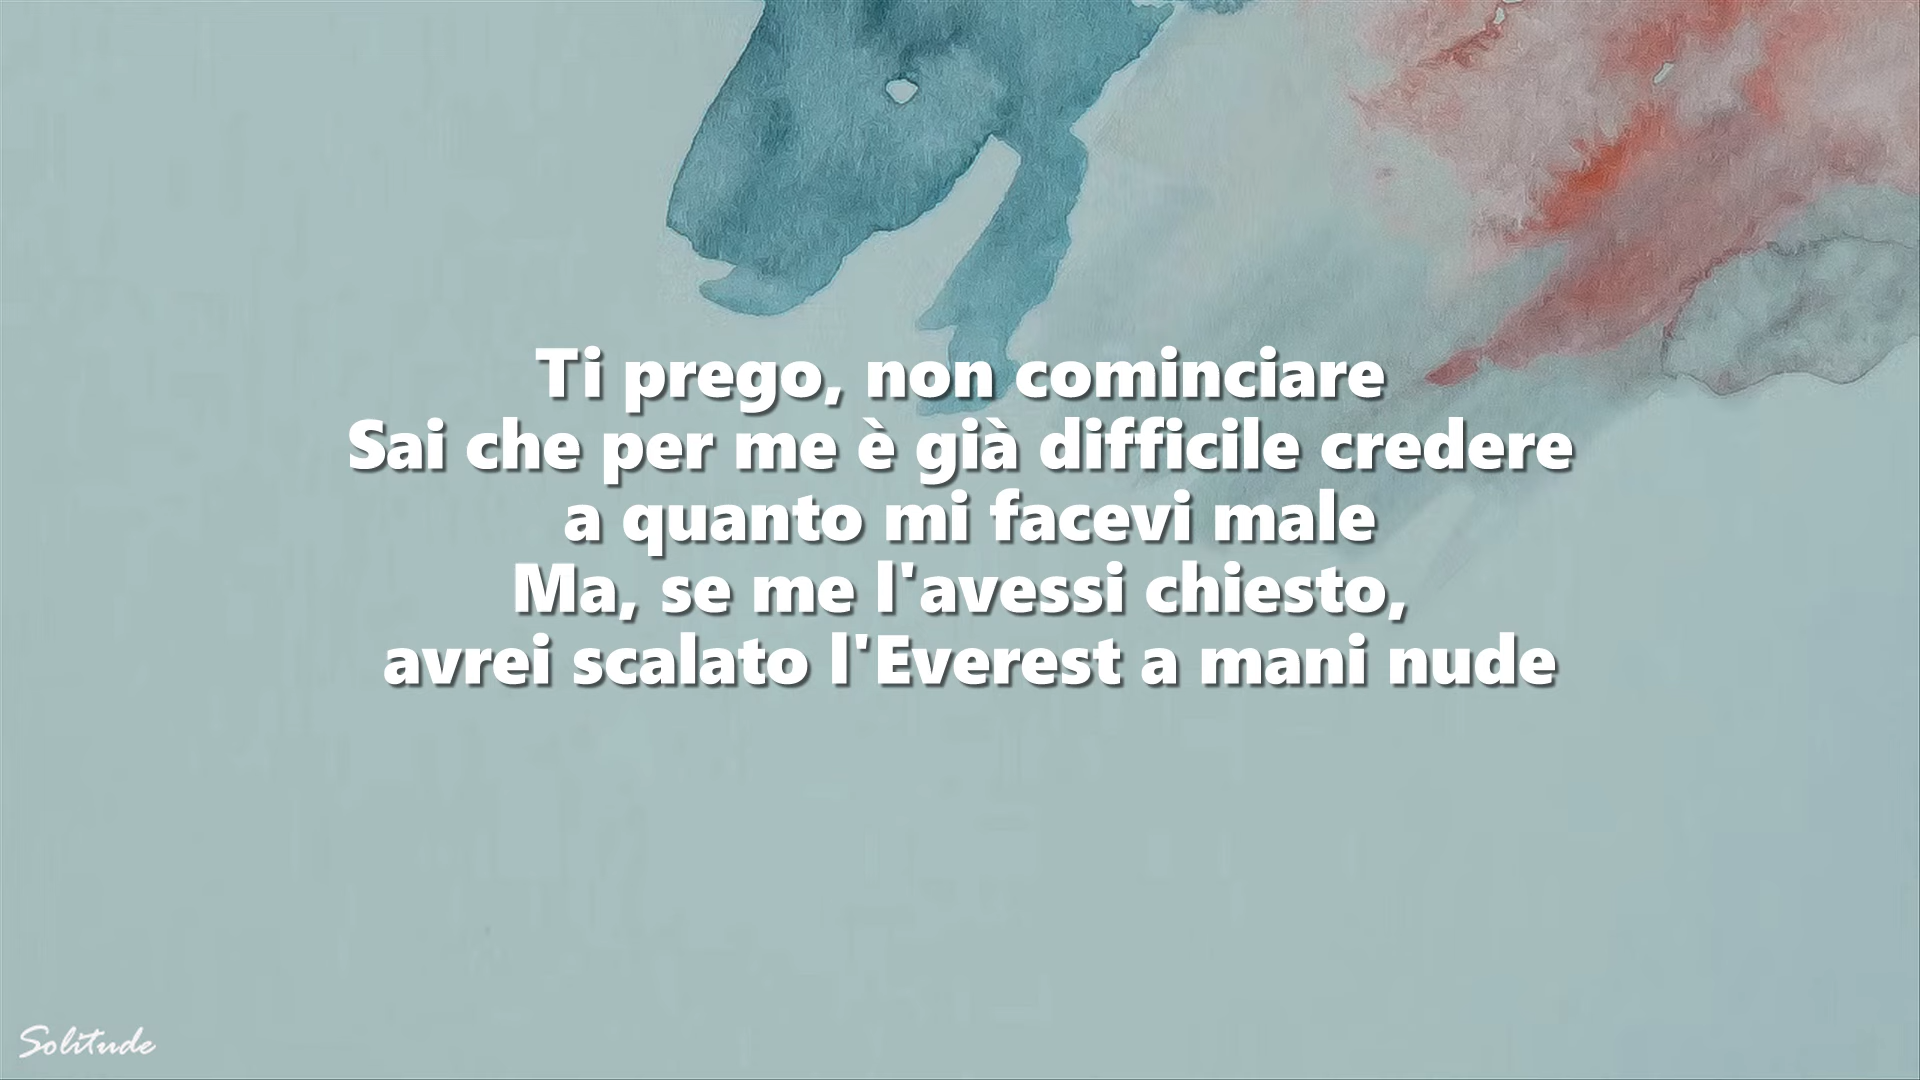 Ti prego, non cominciare
Sai che per me è già difficile credere
a quanto mi facevi male
Ma, se me l'avessi chiesto,
avrei scalato l'Everest a mani nude
Solitude